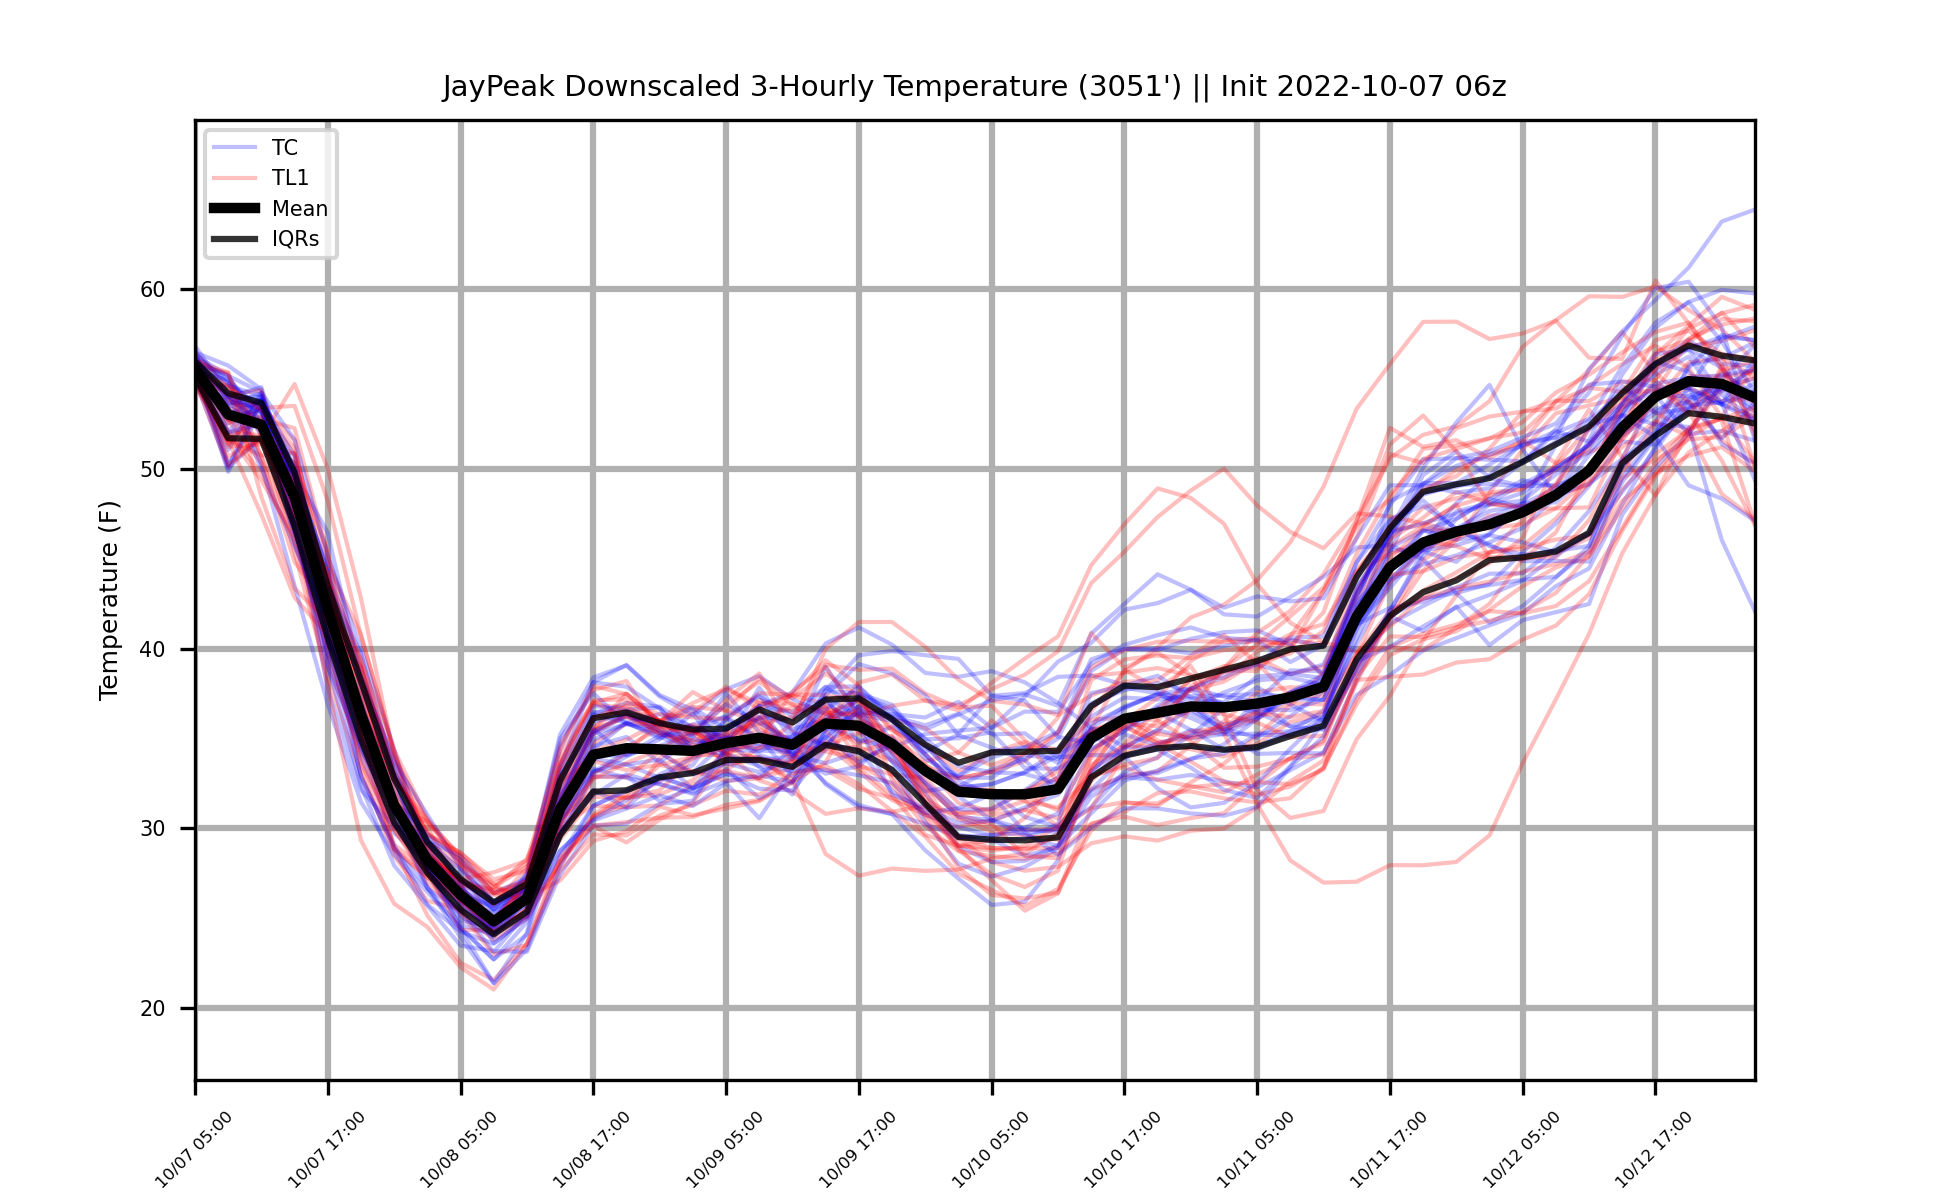 JayPeak Downscaled 3-Hourly Temperature (3051') || Init 2022-10-07 06z
TC
TL1
Mean
IQRs
Temperature (F)
60
50
40
30
20
10/07 05:00
10/07 17:00
10/08 05:00
10/08 17:00
10/09 05:00
10/09 17:00
10/10 05:00
10/10 17:00
10/11 05:00
10/11 17:00
10/12 05:00
10/12 17:00